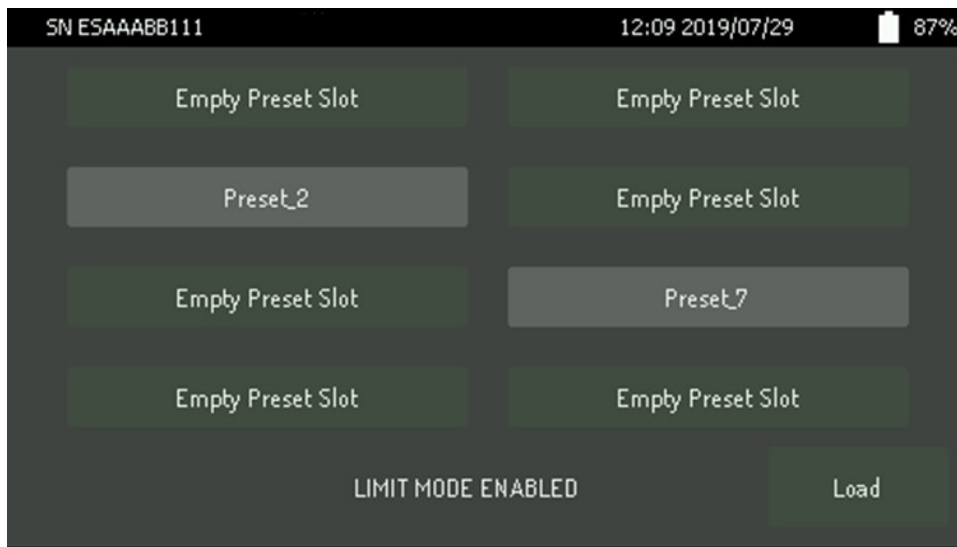 SN ESAAABB111 12:09 2019/07/29 87%
Empty Preset Slot Empty Preset Slot
Preset_2 Empty Preset Slot
Empty Preset Slot Preset_7
Empty Preset Slot Empty Preset Slot
LIMIT MODE ENABLED Load